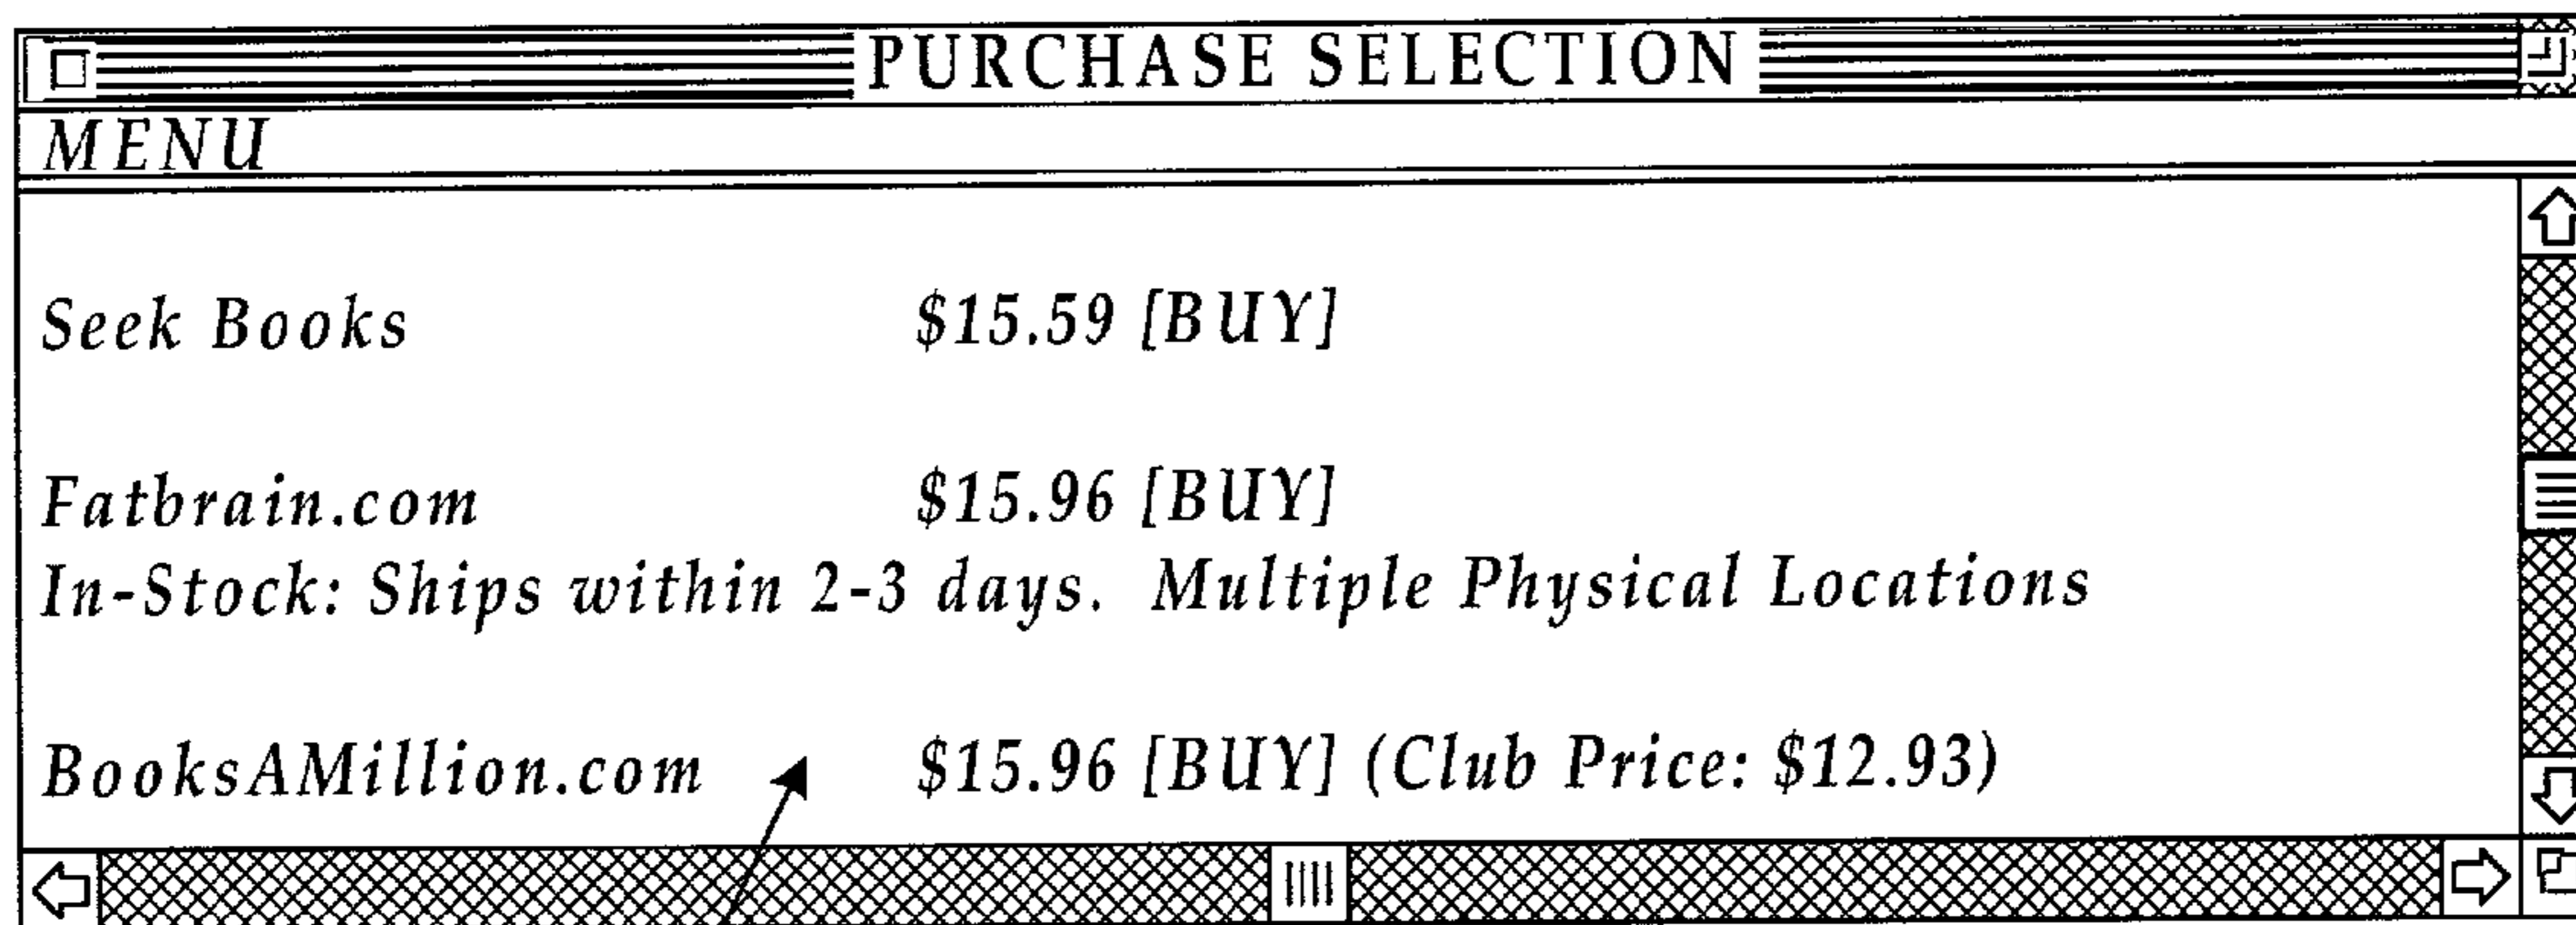 PURCHASE SELECTION
MENU
Seek Books $15.59 [BUY]
Fatbrain.com $15.96 [BUY]
In-Stock: Ships within 2-3 days. Multiple Physical Locations
BooksAMillion.com $15.96 [BUY] (Club Price: $12.93)